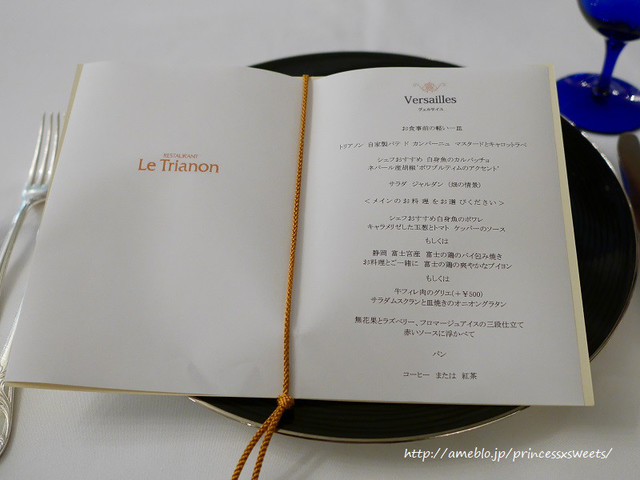 RESTAURANT
Le Trianon
Versailles
ヴェルサイユ
お食事前の軽い一皿
トリアノン 自家製パテ ド カンパーニュ マスタードとキャロットラペ
シェフおすすめ 白身魚のカルパッチョ
ネパール産胡椒“ポワブルティムのアクセント”
サラダ ジャルダン (畑の情景)
<メインのお料理をお選びください>
シェフおすすめ白身魚のポワレ
キャラメリゼした玉葱とトマト ケッパーのソース
もしくは
静岡 富士宮産 富士の鶏のパイ包み焼き
お料理とご一緒に 富士の鶏の爽やかなブイヨン
もしくは
牛フィレ肉のグリエ(+¥500)
サラダムスクランと皿焼きのオニオングラタン
無花果とラズベリー、フロマージュアイスの三段仕立て
赤いソースに浮かべて
パン
コーヒー または 紅茶
http://ameblo.jp/princessxsweets/